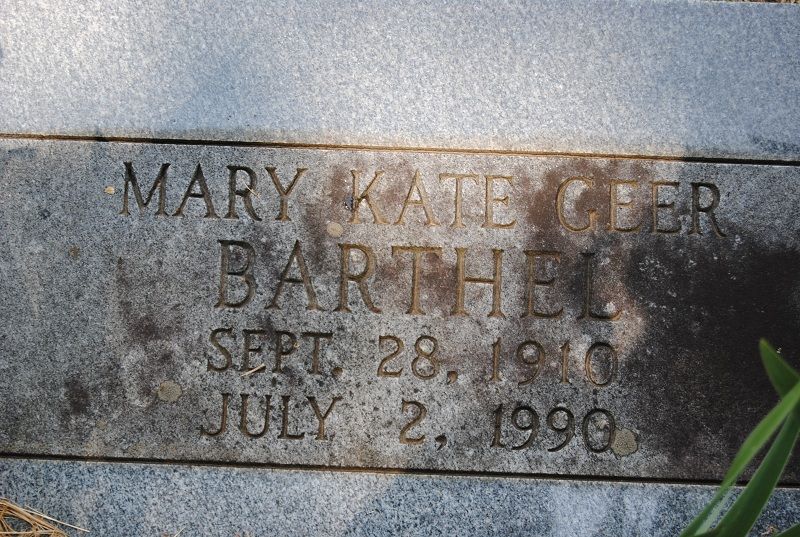 MARY KATE GEER
BARTHEL
SEPT. 28, 1910
JULY 2, 1990